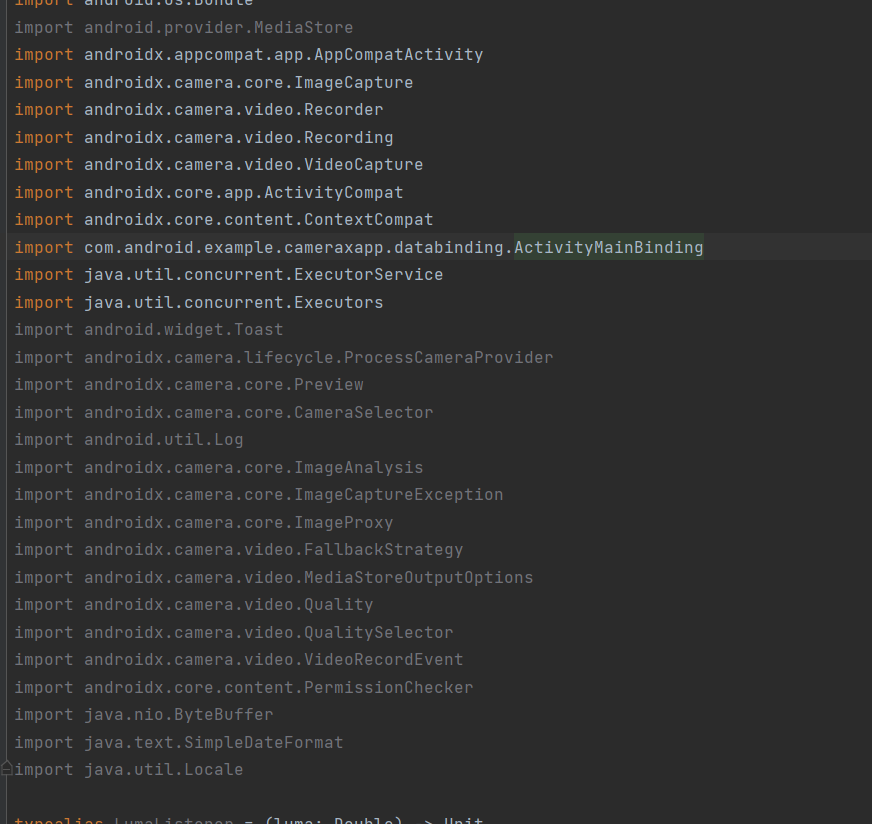 import android.os.Bundle
import android.provider.MediaStore
import androidx.appcompat.app.AppCompatActivity
import androidx.camera.core.ImageCapture
import androidx.camera.video.Recorder
import androidx.camera.video.Recording
import androidx.camera.video.VideoCapture
import androidx.core.app.ActivityCompat
import androidx.core.content.ContextCompat
import com.android.example.cameraxapp.databinding.ActivityMainBinding
import java.util.concurrent.ExecutorService
import java.util.concurrent.Executors
import android.widget.Toast
import androidx.camera.lifecycle.ProcessCameraProvider
import androidx.camera.core.Preview
import androidx.camera.core.CameraSelector
import android.util.Log
import androidx.camera.core.ImageAnalysis
import androidx.camera.core.ImageCaptureException
import androidx.camera.core.ImageProxy
import androidx.camera.video.FallbackStrategy
import androidx.camera.video.MediaStoreOutputOptions
import androidx.camera.video.Quality
import androidx.camera.video.QualitySelector
import androidx.camera.video.VideoRecordEvent
import androidx.core.content.PermissionChecker
import java.nio.ByteBuffer
import java.text.SimpleDateFormat
import java.util.Locale
typealias LumaListener = (luma: Double) -> Unit